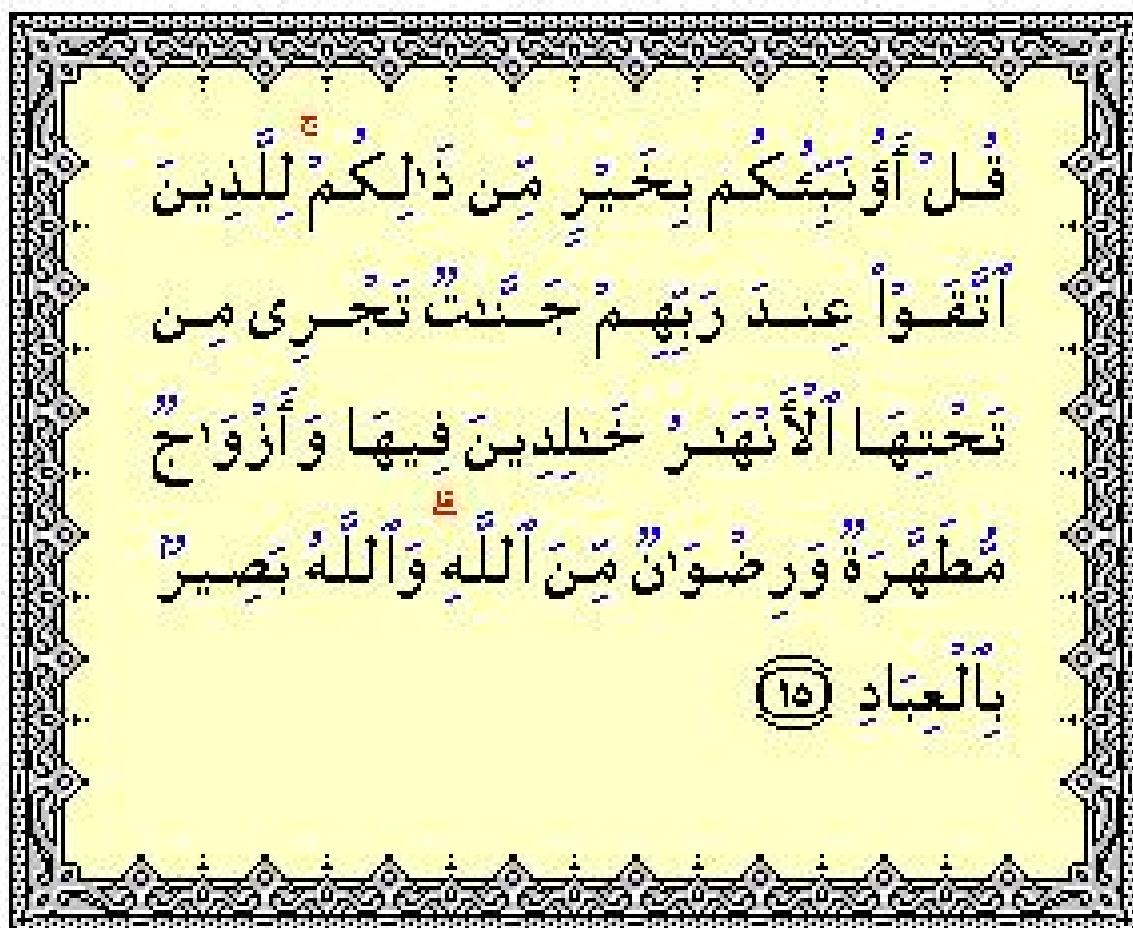 قُلْ أَؤُنَبِّئُكُم بِخَيْرٍ مِّن ذَٰلِكُمْ ۚ لِلَّذِينَ
ٱتَّقَوْا۟ عِندَ رَبِّهِمْ جَنَّـٰتٌ تَجْرِى مِن
تَحْتِهَا ٱلْأَنْهَـٰرُ خَـٰلِدِينَ فِيهَا وَأَزْوَٰجٌ
مُّطَهَّرَةٌ وَرِضْوَٰنٌ مِّنَ ٱللَّهِ ۗ وَٱللَّهُ بَصِيرٌۢ
بِٱلْعِبَادِ ١٥